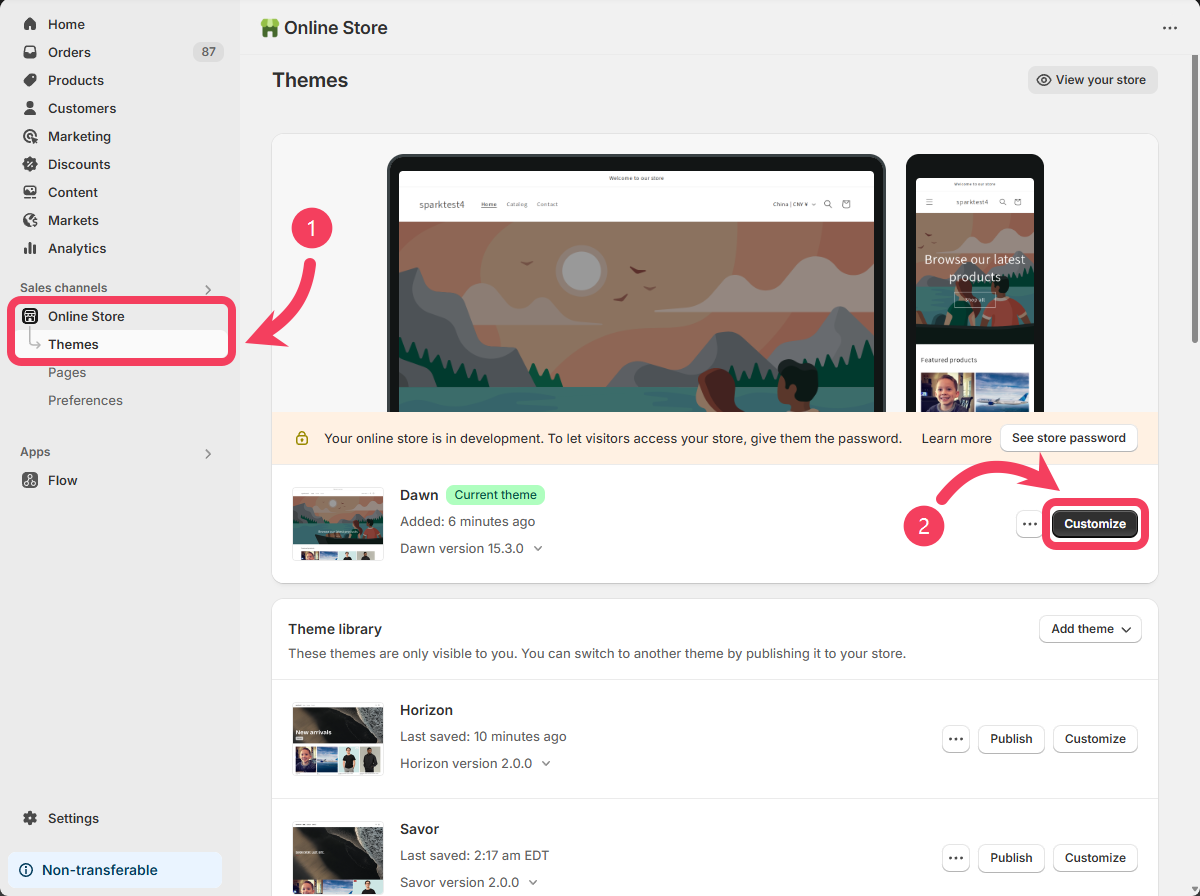 Home
Orders 87
Products
Customers
Marketing
Discounts
Content
Markets
Analytics
Sales channels
Online Store
Themes
Pages
Preferences
Apps
Flow
Settings
Non-transferable
Online Store
Themes
View your store
1
Welcome to our store
sparktest4 Home Catalog Contact China | CNY ¥
Welcome to our store
sparktest4
Browse our latest
products
Shop all
Featured products
Your online store is in development. To let visitors access your store, give them the password. Learn more See store password
Dawn Current theme
Added: 6 minutes ago
Dawn version 15.3.0
2
Customize
Theme library
Add theme
These themes are only visible to you. You can switch to another theme by publishing it to your store.
New arrivals
Horizon
Last saved: 10 minutes ago
Horizon version 2.0.0
Publish Customize
Savor
Last saved: 2:17 am EDT
Savor version 2.0.0
Publish Customize